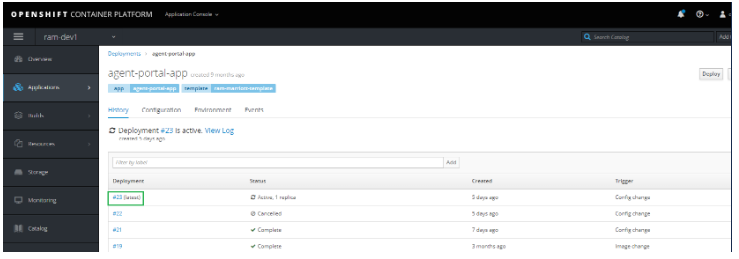 OPENSHIFT CONTAINER PLATFORM Application Console
ram-dev1
Search Catalog
Add t
Overview
Applications
Builds
Resources
Storage
Monitoring
Catalog
Deployments > agent-portal-app
agent-portal-app created 9 months ago
Deploy
app agent-portal-app template
History Configuration Environment Events
Deployment #23 is active. View Log
created 5 days ago
Filter by label
Add
Deployment Status Created Trigger
#23 (latest) Active, 1 replica 5 days ago Config change
#22 Cancelled 5 days ago Config change
#21 Complete 7 days ago Config change
#19 Complete 3 months ago Image change